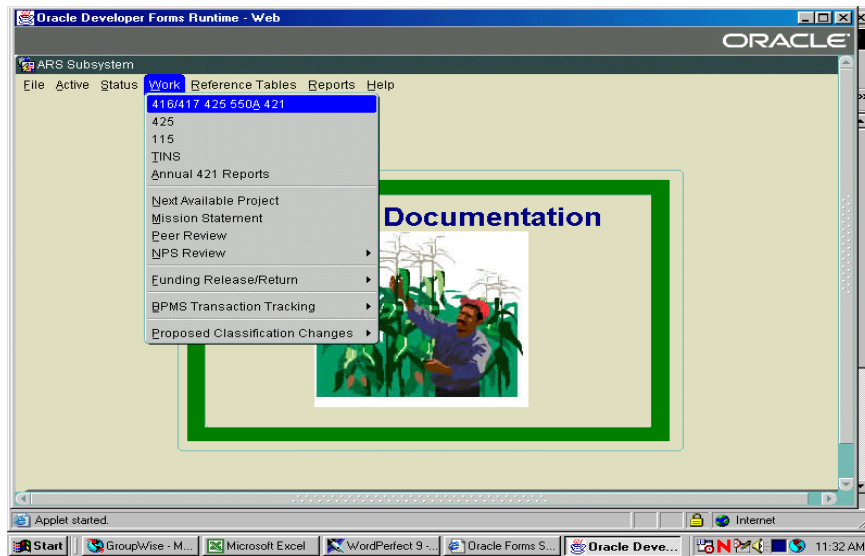 Oracle Developer Forms Runtime - Web
ORACLE
ARS Subsystem
File Active Status Work Reference Tables Reports Help
416/417 425 550A 421
425
115
TINS
Annual 421 Reports
Next Available Project
Mission Statement
Peer Review
NPS Review
Funding Release/Return
BPMS Transaction Tracking
Proposed Classification Changes
Documentation
Applet started.
Internet
Start GroupWise - M... Microsoft Excel WordPerfect 9 -... Oracle Forms S... Oracle Deve... 11:32 AM